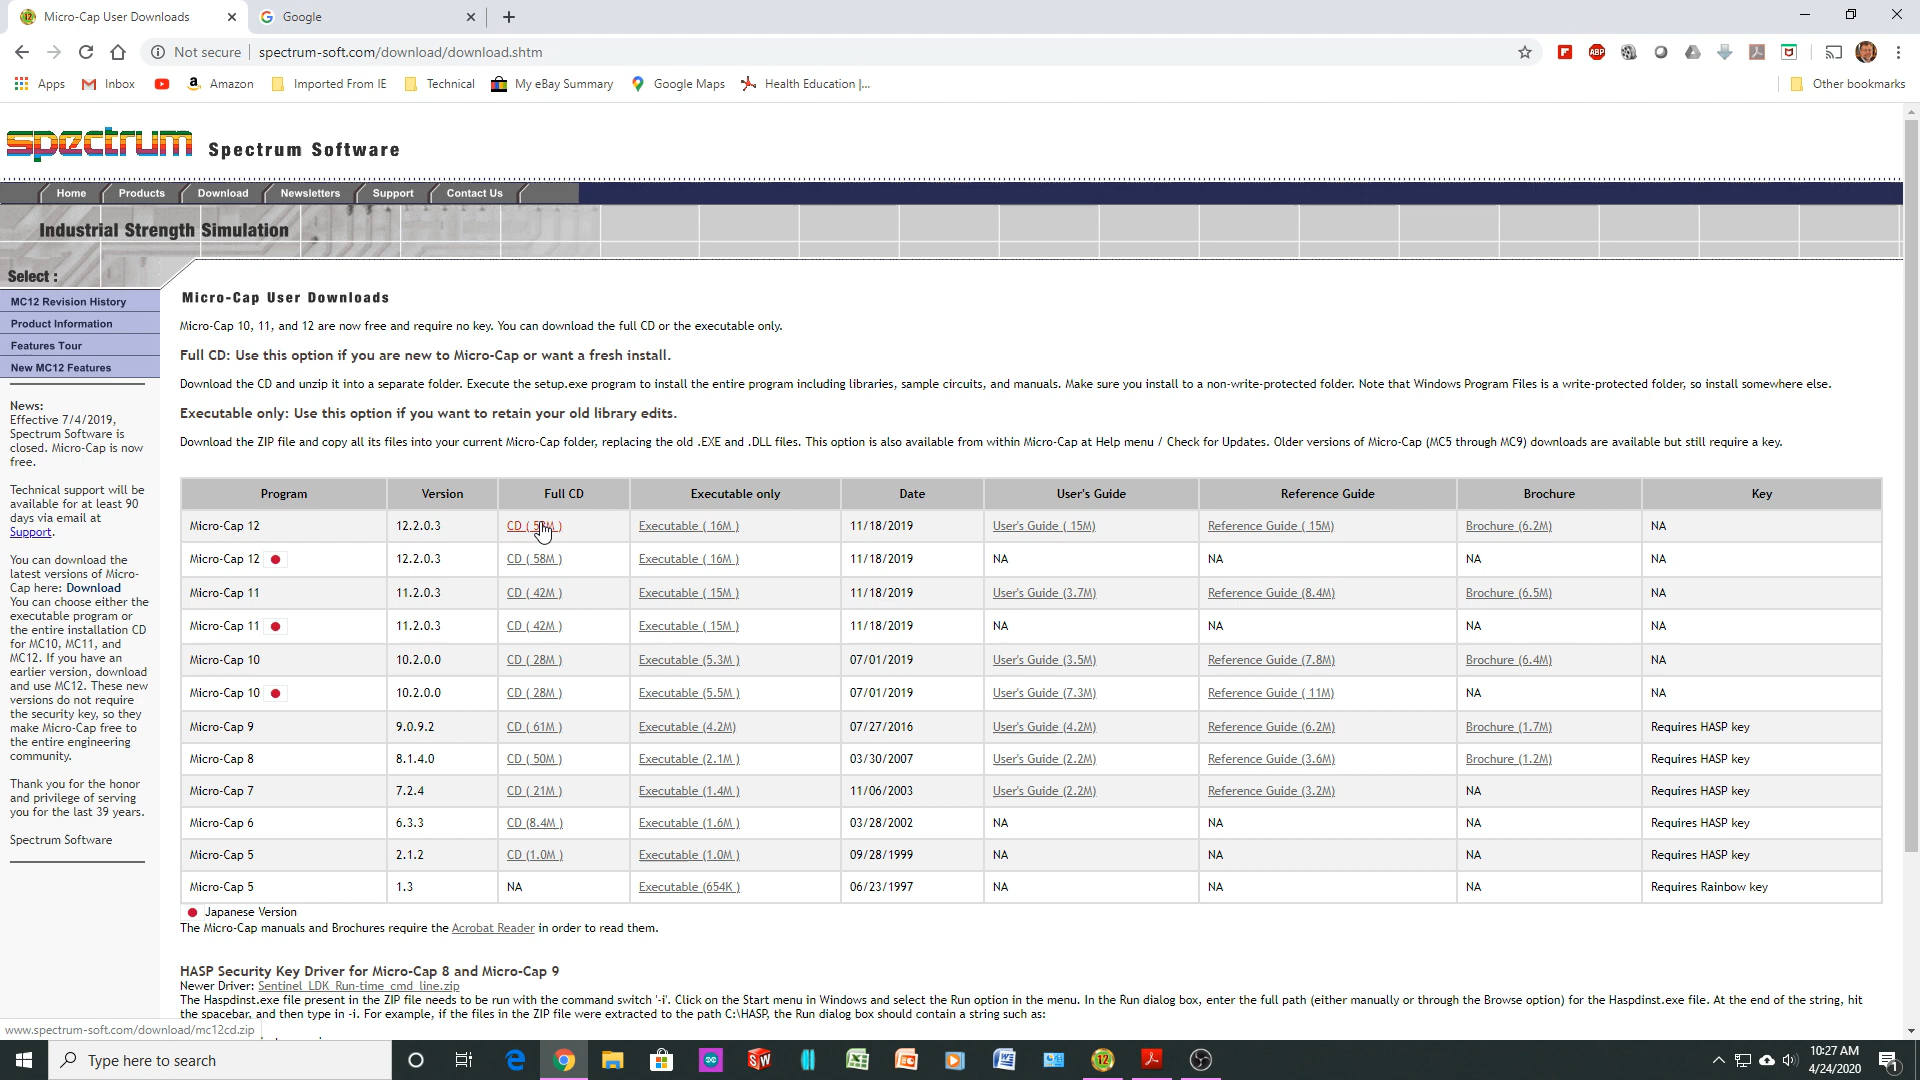 Micro-Cap User Downloads
Google
Not secure
spectrum-soft.com/download/download.shtm
ABP
Apps
Inbox
Amazon
Imported From IE
Technical
My eBay Summary
Google Maps
Health Education |...
Other bookmarks
spectrum Spectrum Software
Home Products Download Newsletters Support Contact Us
Industrial Strength Simulation
Select :
MC12 Revision History
Product Information
Features Tour
New MC12 Features
News:
Effective 7/4/2019,
Spectrum Software is
closed. Micro-Cap is now
free.
Technical support will be
available for at least 90
days via email at
Support.
You can download the
latest versions of Micro-
Cap here: Download
You can choose either the
executable program or
the entire installation CD
for MC10, MC11, and
MC12. If you have an
earlier version, download
and use MC12. These new
versions do not require
the security key, so they
make Micro-Cap free to
the entire engineering
community.
Thank you for the honor
and privilege of serving
you for the last 39 years.
Spectrum Software
Micro-Cap User Downloads
Micro-Cap 10, 11, and 12 are now free and require no key. You can download the full CD or the executable only.
Full CD: Use this option if you are new to Micro-Cap or want a fresh install.
Download the CD and unzip it into a separate folder. Execute the setup.exe program to install the entire program including libraries, sample circuits, and manuals. Make sure you install to a non-write-protected folder. Note that Windows Program Files is a write-protected folder, so install somewhere else.
Executable only: Use this option if you want to retain your old library edits.
Download the ZIP file and copy all its files into your current Micro-Cap folder, replacing the old .EXE and .DLL files. This option is also available from within Micro-Cap at Help menu / Check for Updates. Older versions of Micro-Cap (MC5 through MC9) downloads are available but still require a key.
Program Version Full CD Executable only Date User's Guide Reference Guide Brochure Key
Micro-Cap 12 12.2.0.3 CD ( Executable ( 16M ) 11/18/2019 User's Guide ( 15M) Reference Guide ( 15M) Brochure (6.2M) NA
Micro-Cap 12 12.2.0.3 CD ( 58M ) Executable ( 16M ) 11/18/2019 NA NA NA NA
Micro-Cap 11 11.2.0.3 CD ( 42M ) Executable ( 15M ) 11/18/2019 User's Guide (3.7M) Reference Guide (8.4M) Brochure (6.5M) NA
Micro-Cap 11 11.2.0.3 CD ( 42M ) Executable ( 15M ) 11/18/2019 NA NA NA NA
Micro-Cap 10 10.2.0.0 CD ( 28M ) Executable (5.3M ) 07/01/2019 User's Guide (3.5M) Reference Guide (7.8M) Brochure (6.4M) NA
Micro-Cap 10 10.2.0.0 CD ( 28M ) Executable (5.5M ) 07/01/2019 User's Guide (7.3M) Reference Guide ( 11M) NA NA
Micro-Cap 9 9.0.9.2 CD ( 61M ) Executable (4.2M) 07/27/2016 User's Guide (4.2M) Reference Guide (6.2M) Brochure (1.7M) Requires HASP key
Micro-Cap 8 8.1.4.0 CD ( 50M ) Executable (2.1M ) 03/30/2007 User's Guide (2.2M) Reference Guide (3.6M) Brochure (1.2M) Requires HASP key
Micro-Cap 7 7.2.4 CD ( 21M ) Executable (1.4M ) 11/06/2003 User's Guide (2.2M) Reference Guide (3.2M) NA Requires HASP key
Micro-Cap 6 6.3.3 CD (8.4M ) Executable (1.6M ) 03/28/2002 NA NA NA Requires HASP key
Micro-Cap 5 2.1.2 CD (1.0M ) Executable (1.0M ) 09/28/1999 NA NA NA Requires HASP key
Micro-Cap 5 1.3 NA Executable (654K ) 06/23/1997 NA NA NA Requires Rainbow key
Japanese Version
The Micro-Cap manuals and Brochures require the Acrobat Reader in order to read them.
HASP Security Key Driver for Micro-Cap 8 and Micro-Cap 9
Newer Driver: Sentinel_LDK_Run-time_cmd_line.zip
The Haspdinst.exe file present in the ZIP file needs to be run with the command switch '-i'. Click on the Start menu in Windows and select the Run option in the menu. In the Run dialog box, enter the full path (either manually or through the Browse option) for the Haspdinst.exe file. At the end of the string, hit
the spacebar, and then type in -i. For example, if the files in the ZIP file were extracted to the path C:\HASP, the Run dialog box should contain a string such as:
www.spectrum-soft.com/download/mc12cd.zip
Type here to search
10:27 AM
4/24/2020